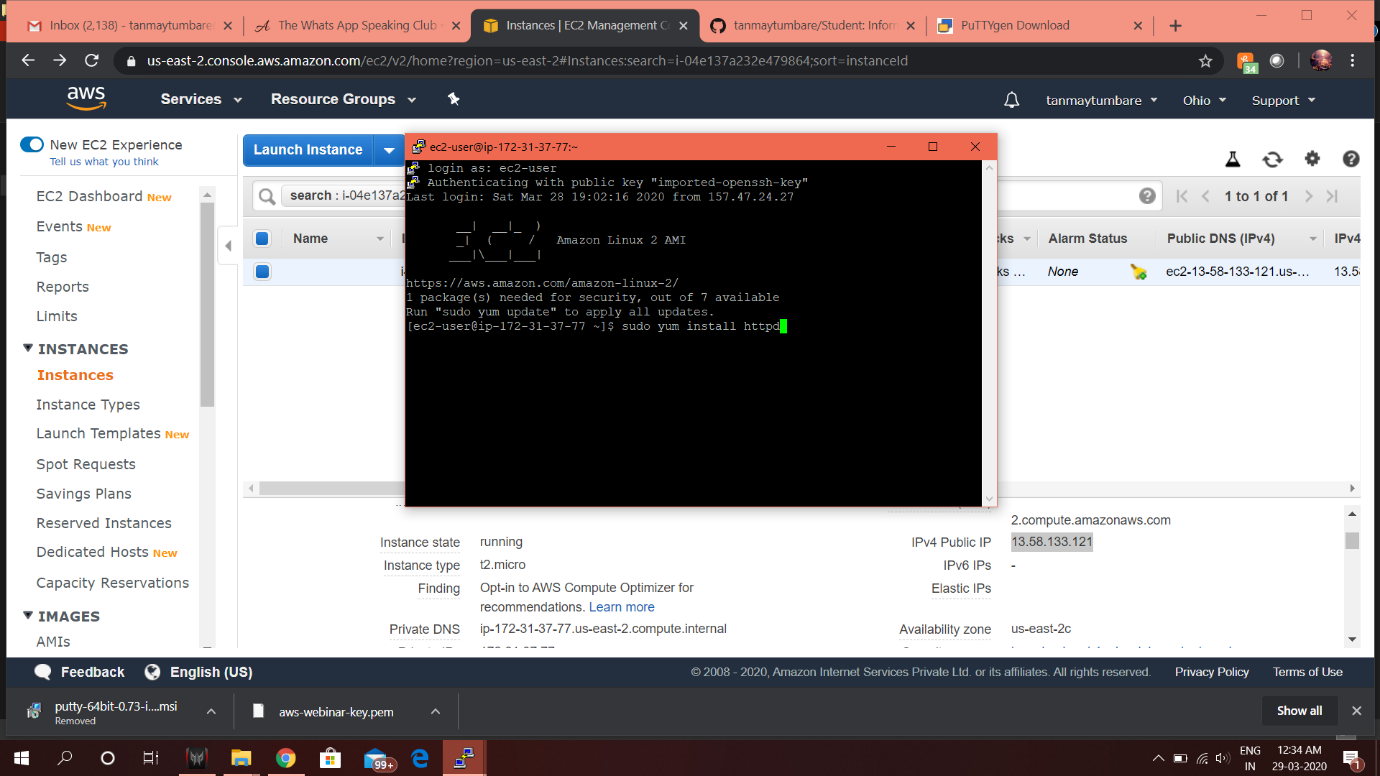 Inbox (2,138) - tanmaytumbare
The Whats App Speaking Club -
Instances | EC2 Management C
tanmaytumbare/Student: Inform
PuTTYgen Download
us-east-2.console.aws.amazon.com/ec2/v2/home?region=us-east-2#Instances:search=i-04e137a232e479864;sort=instanceId
34
aws
Services
Resource Groups
tanmaytumbare
Ohio
Support
New EC2 Experience
Tell us what you think
EC2 Dashboard New
Events New
Tags
Reports
Limits
INSTANCES
Instances
Instance Types
Launch Templates New
Spot Requests
Savings Plans
Reserved Instances
Dedicated Hosts New
Capacity Reservations
IMAGES
AMIs
Launch Instance
search : i-04e137a2
1 to 1 of 1
Name
Alarm Status
Public DNS (IPv4)
IPv4
ks ...
None
ec2-13-58-133-121.us-...
13.5
ec2-user@ip-172-31-37-77:~
login as: ec2-user
Authenticating with public key "imported-openssh-key"
Last login: Sat Mar 28 19:02:16 2020 from 157.47.24.27
__|  __|_  )
_|  (     /   Amazon Linux 2 AMI
___|\___|___|
https://aws.amazon.com/amazon-linux-2/
1 package(s) needed for security, out of 7 available
Run "sudo yum update" to apply all updates.
[ec2-user@ip-172-31-37-77 ~]$ sudo yum install httpd
2.compute.amazonaws.com
Instance state running
IPv4 Public IP 13.58.133.121
Instance type t2.micro
IPv6 IPs -
Finding Opt-in to AWS Compute Optimizer for
recommendations. Learn more
Elastic IPs
Private DNS ip-172-31-37-77.us-east-2.compute.internal
Availability zone us-east-2c
Feedback
English (US)
© 2008 - 2020, Amazon Internet Services Private Ltd. or its affiliates. All rights reserved.
Privacy Policy
Terms of Use
putty-64bit-0.73-i....msi
Removed
aws-webinar-key.pem
Show all
99+
ENG
IN
12:34 AM
29-03-2020
1